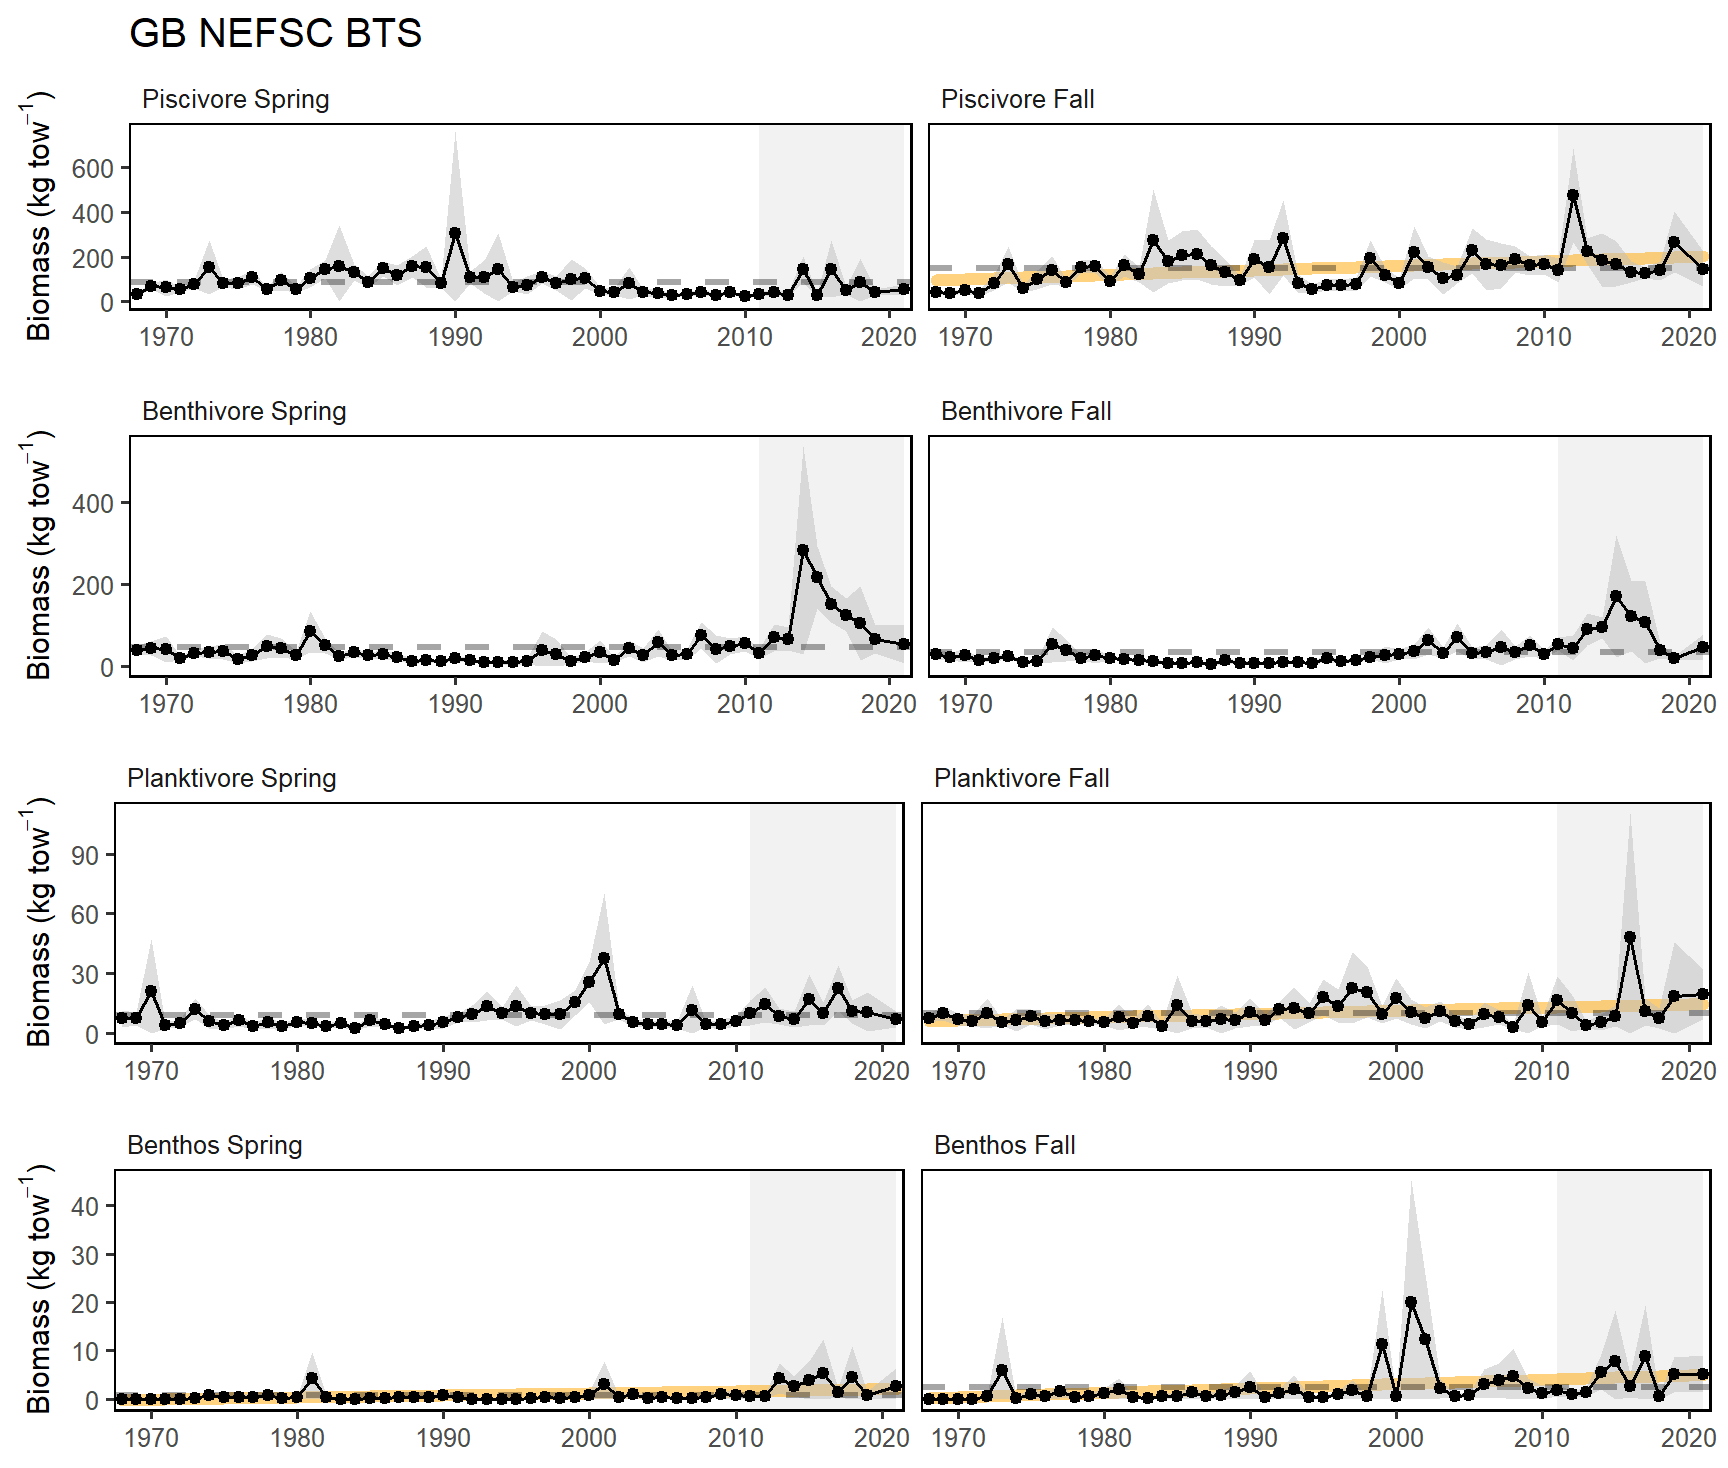 GB NEFSC BTS
Piscivore Spring
Piscivore Fall
Biomass (kg tow⁻¹)
600
400
200
0
1970 1980 1990 2000 2010 2020
1970 1980 1990 2000 2010 2020
Benthivore Spring
Benthivore Fall
Biomass (kg tow⁻¹)
400
200
0
1970 1980 1990 2000 2010 2020
1970 1980 1990 2000 2010 2020
Planktivore Spring
Planktivore Fall
Biomass (kg tow⁻¹)
90
60
30
0
1970 1980 1990 2000 2010 2020
1970 1980 1990 2000 2010 2020
Benthos Spring
Benthos Fall
Biomass (kg tow⁻¹)
40
30
20
10
0
1970 1980 1990 2000 2010 2020
1970 1980 1990 2000 2010 2020